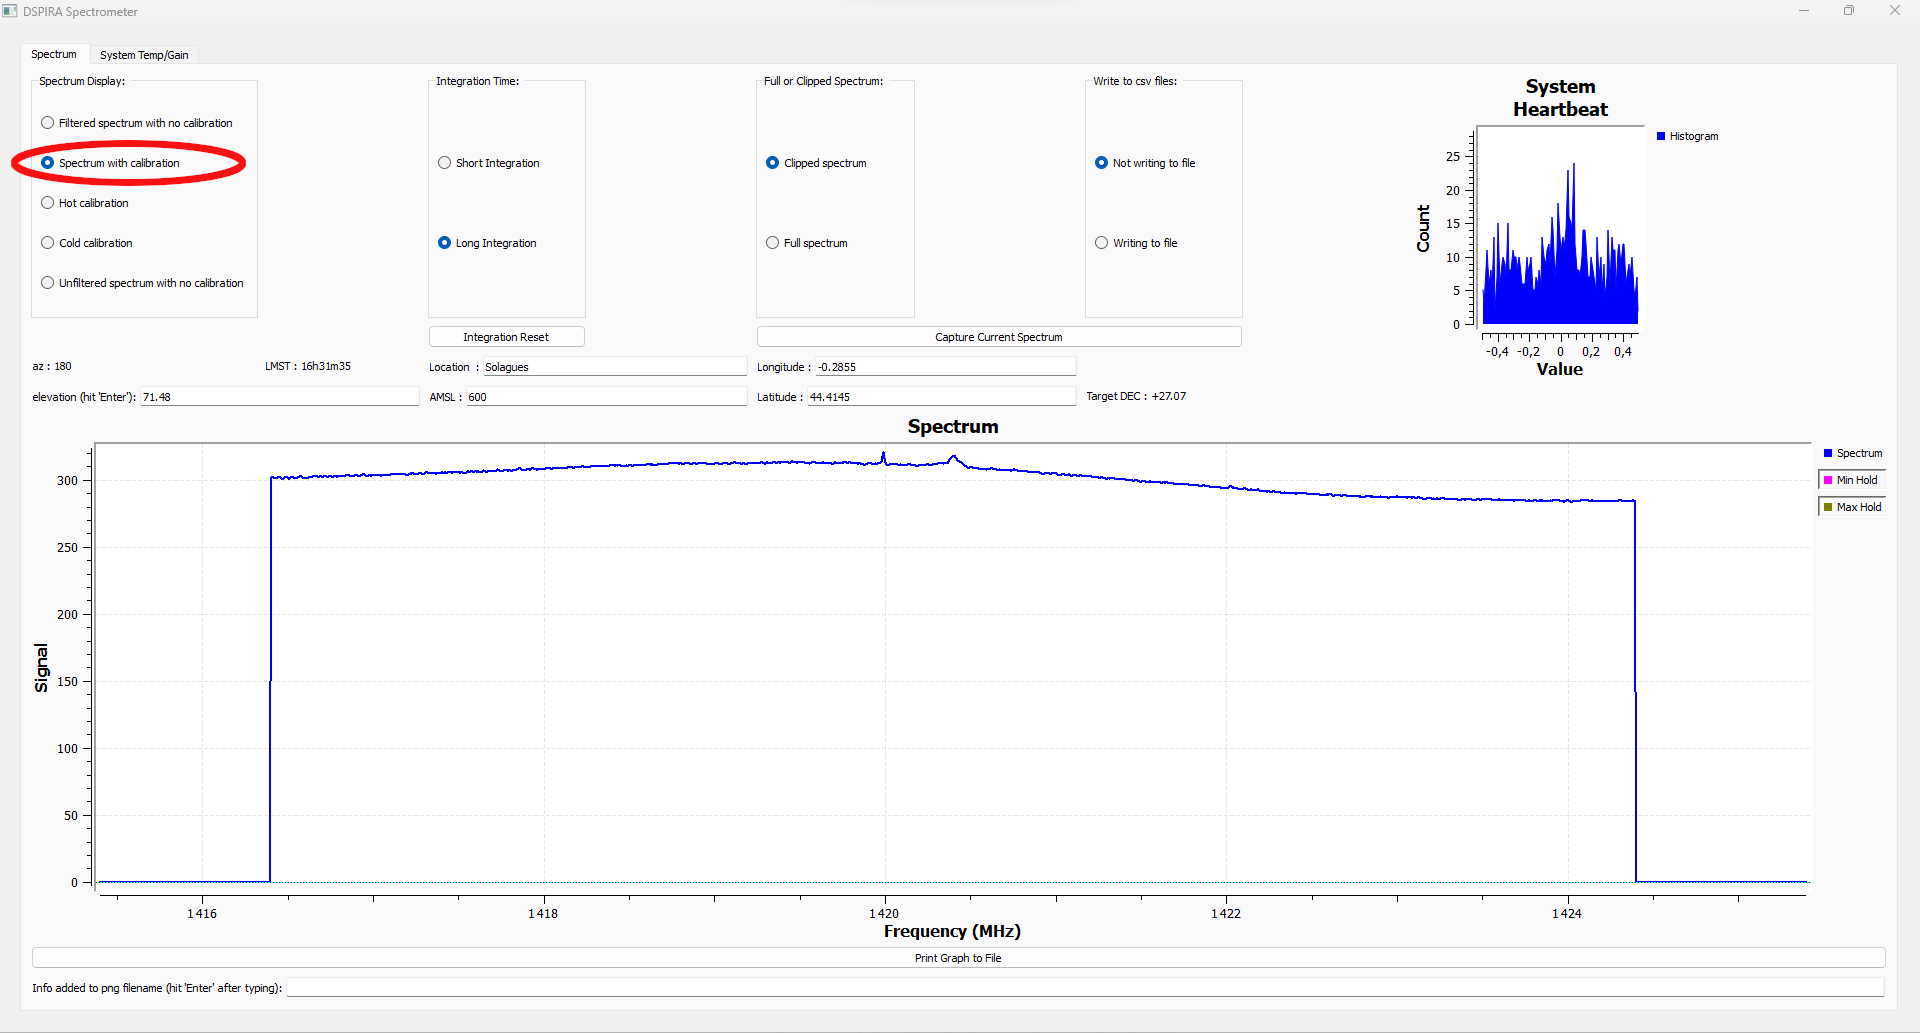 DSPIRA Spectrometer
Spectrum
System Temp/Gain
Spectrum Display:
Filtered spectrum with no calibration
Spectrum with calibration
Hot calibration
Cold calibration
Unfiltered spectrum with no calibration
Integration Time:
Short Integration
Long Integration
Integration Reset
Full or Clipped Spectrum:
Clipped spectrum
Full spectrum
Write to csv files:
Not writing to file
Writing to file
Capture Current Spectrum
System
Heartbeat
Histogram
Count
25
20
15
10
5
0
-0,4 -0,2 0 0,2 0,4
Value
az : 180
LMST : 16h31m35
Location : Solagues
Longitude : -0.2855
elevation (hit 'Enter'): 71.48
AMSL : 600
Latitude : 44.4145
Target DEC : +27.07
Spectrum
Spectrum
Min Hold
Max Hold
Signal
300
250
200
150
100
50
0
1416 1418 1420 1422 1424
Frequency (MHz)
Print Graph to File
Info added to png filename (hit 'Enter' after typing):